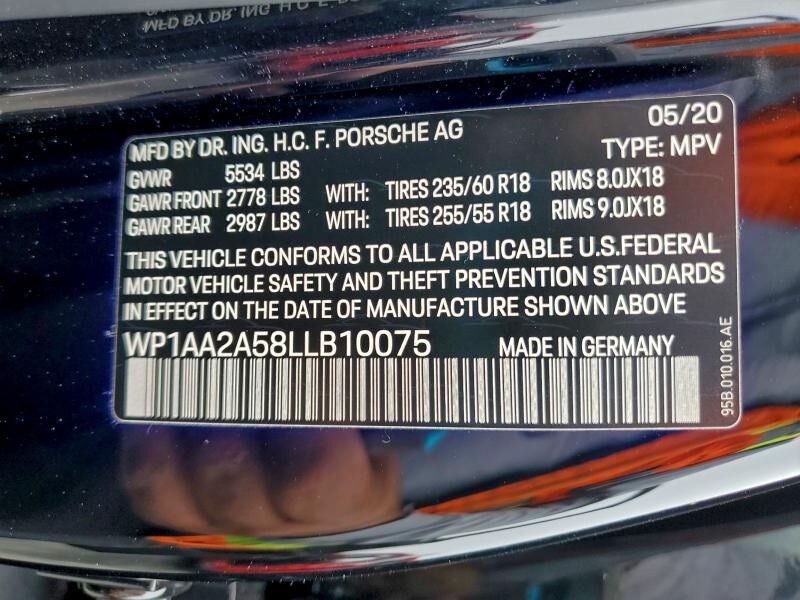 MFD BY DR. ING. H.C. F. PORSCHE AG 05/20
TYPE: MPV
GVWR 5534 LBS
GAWR FRONT 2778 LBS WITH: TIRES 235/60 R18 RIMS 8.0JX18
GAWR REAR 2987 LBS WITH: TIRES 255/55 R18 RIMS 9.0JX18
THIS VEHICLE CONFORMS TO ALL APPLICABLE U.S.FEDERAL
MOTOR VEHICLE SAFETY AND THEFT PREVENTION STANDARDS
IN EFFECT ON THE DATE OF MANUFACTURE SHOWN ABOVE
WP1AA2A58LLB10075 MADE IN GERMANY
95B.010.016.AE